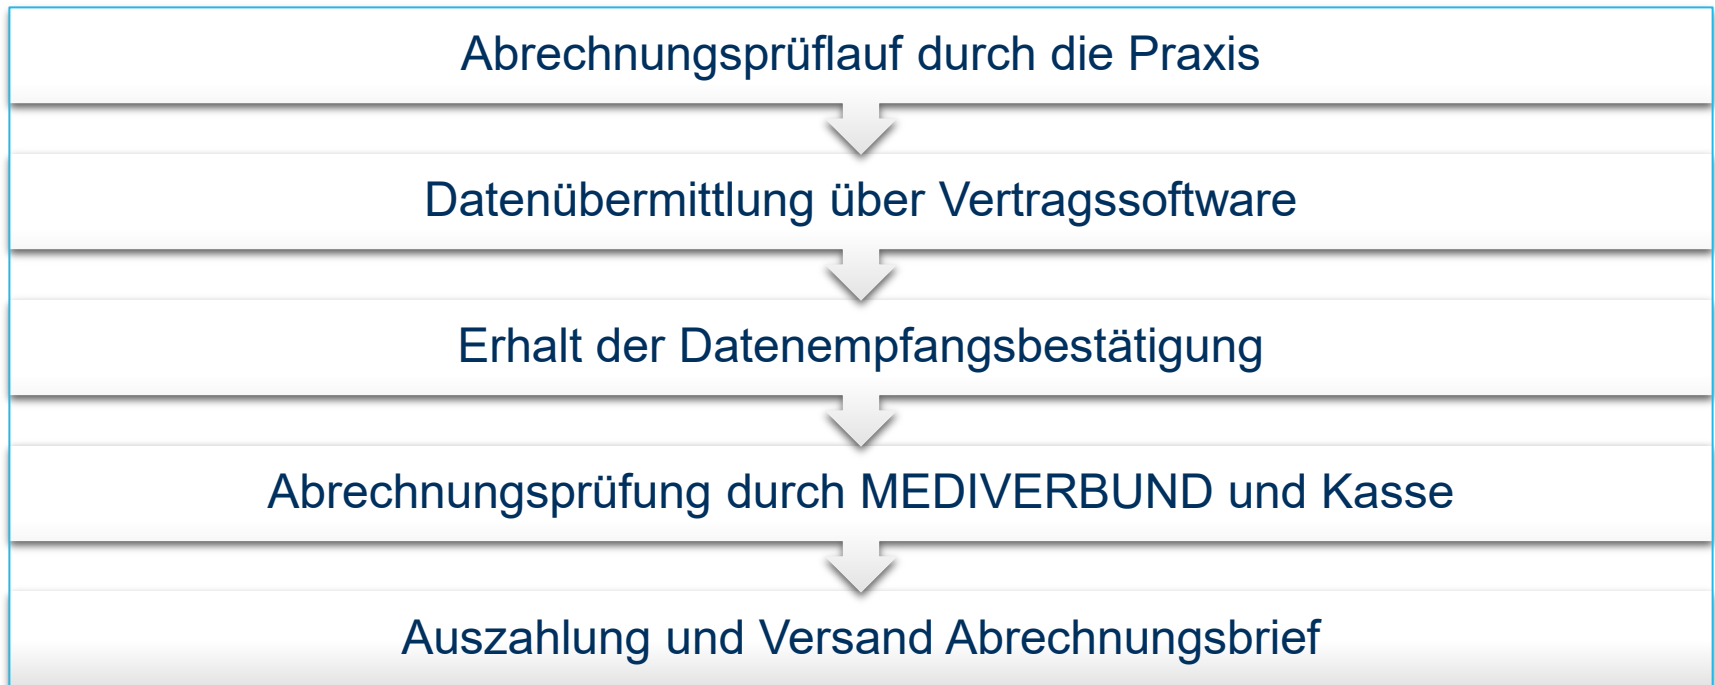 Abrechnungsprüflauf durch die Praxis
Datenübermittlung über Vertragssoftware
Erhalt der Datenempfangsbestätigung
Abrechnungsprüfung durch MEDIVERBUND und Kasse
Auszahlung und Versand Abrechnungsbrief